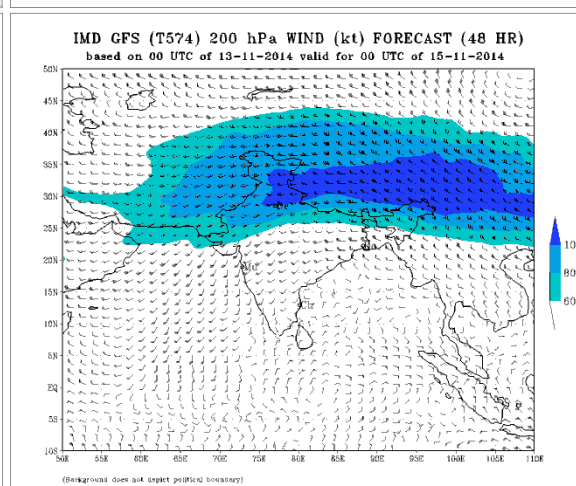 IMD GFS (T574) 200 hPa WIND (kt) FORECAST (48 HR)
based on 00 UTC of 13-11-2014 valid for 00 UTC of 15-11-2014
50N
45N
40N
35N
30N
25N
20N
15N
10N
5N
EQ
5S
10S
50E 55E 60E 65E 70E 75E 80E 85E 90E 95E 100E 105E 110E
10
80
60
(Background does not depict political boundary)